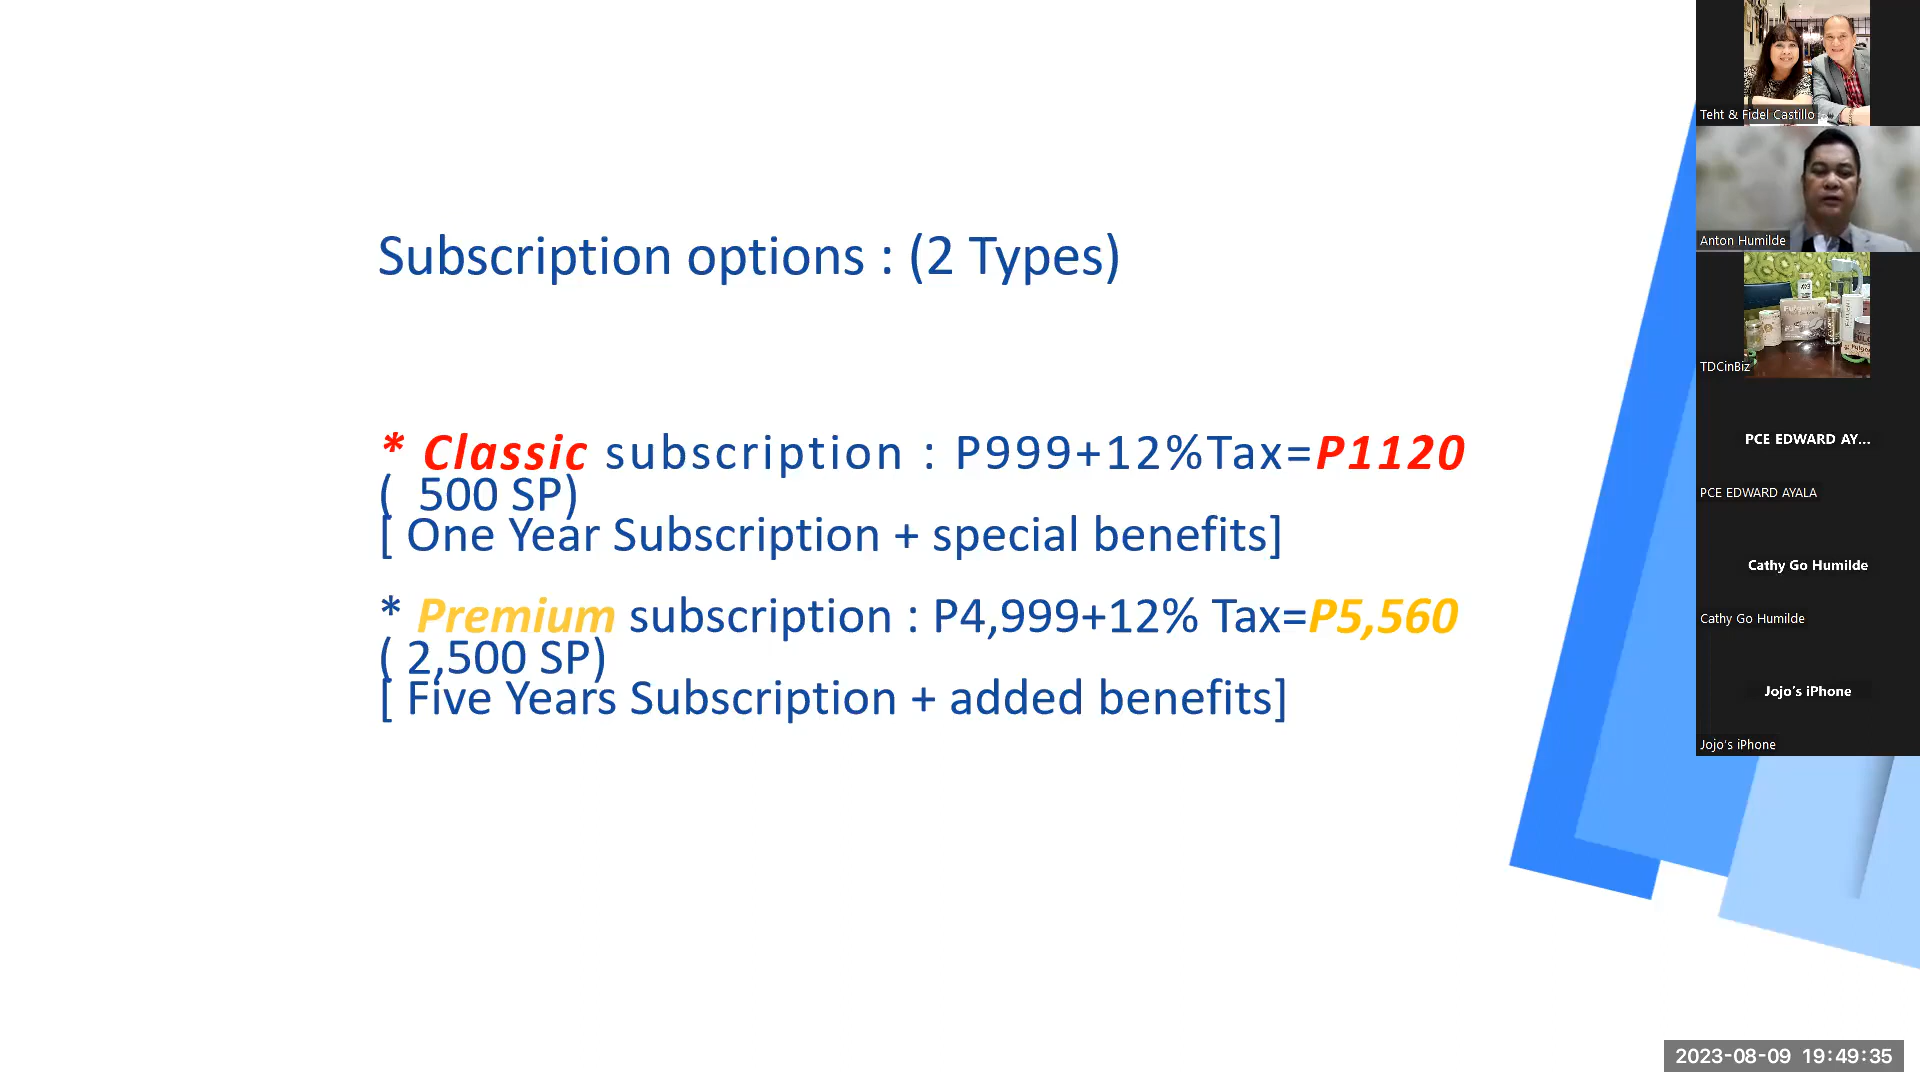 Subscription options : (2 Types)
* Classic subscription : P999+12%Tax=P1120
( 500 SP)
[ One Year Subscription + special benefits]
* Premium subscription : P4,999+12% Tax=P5,560
( 2,500 SP)
[ Five Years Subscription + added benefits]
Teht & Fidel Castillo
Anton Humilde
TDCinBiz
PCE EDWARD AY...
PCE EDWARD AYALA
Cathy Go Humilde
Cathy Go Humilde
Jojo's iPhone
Jojo's iPhone
2023-08-09 19:49:35